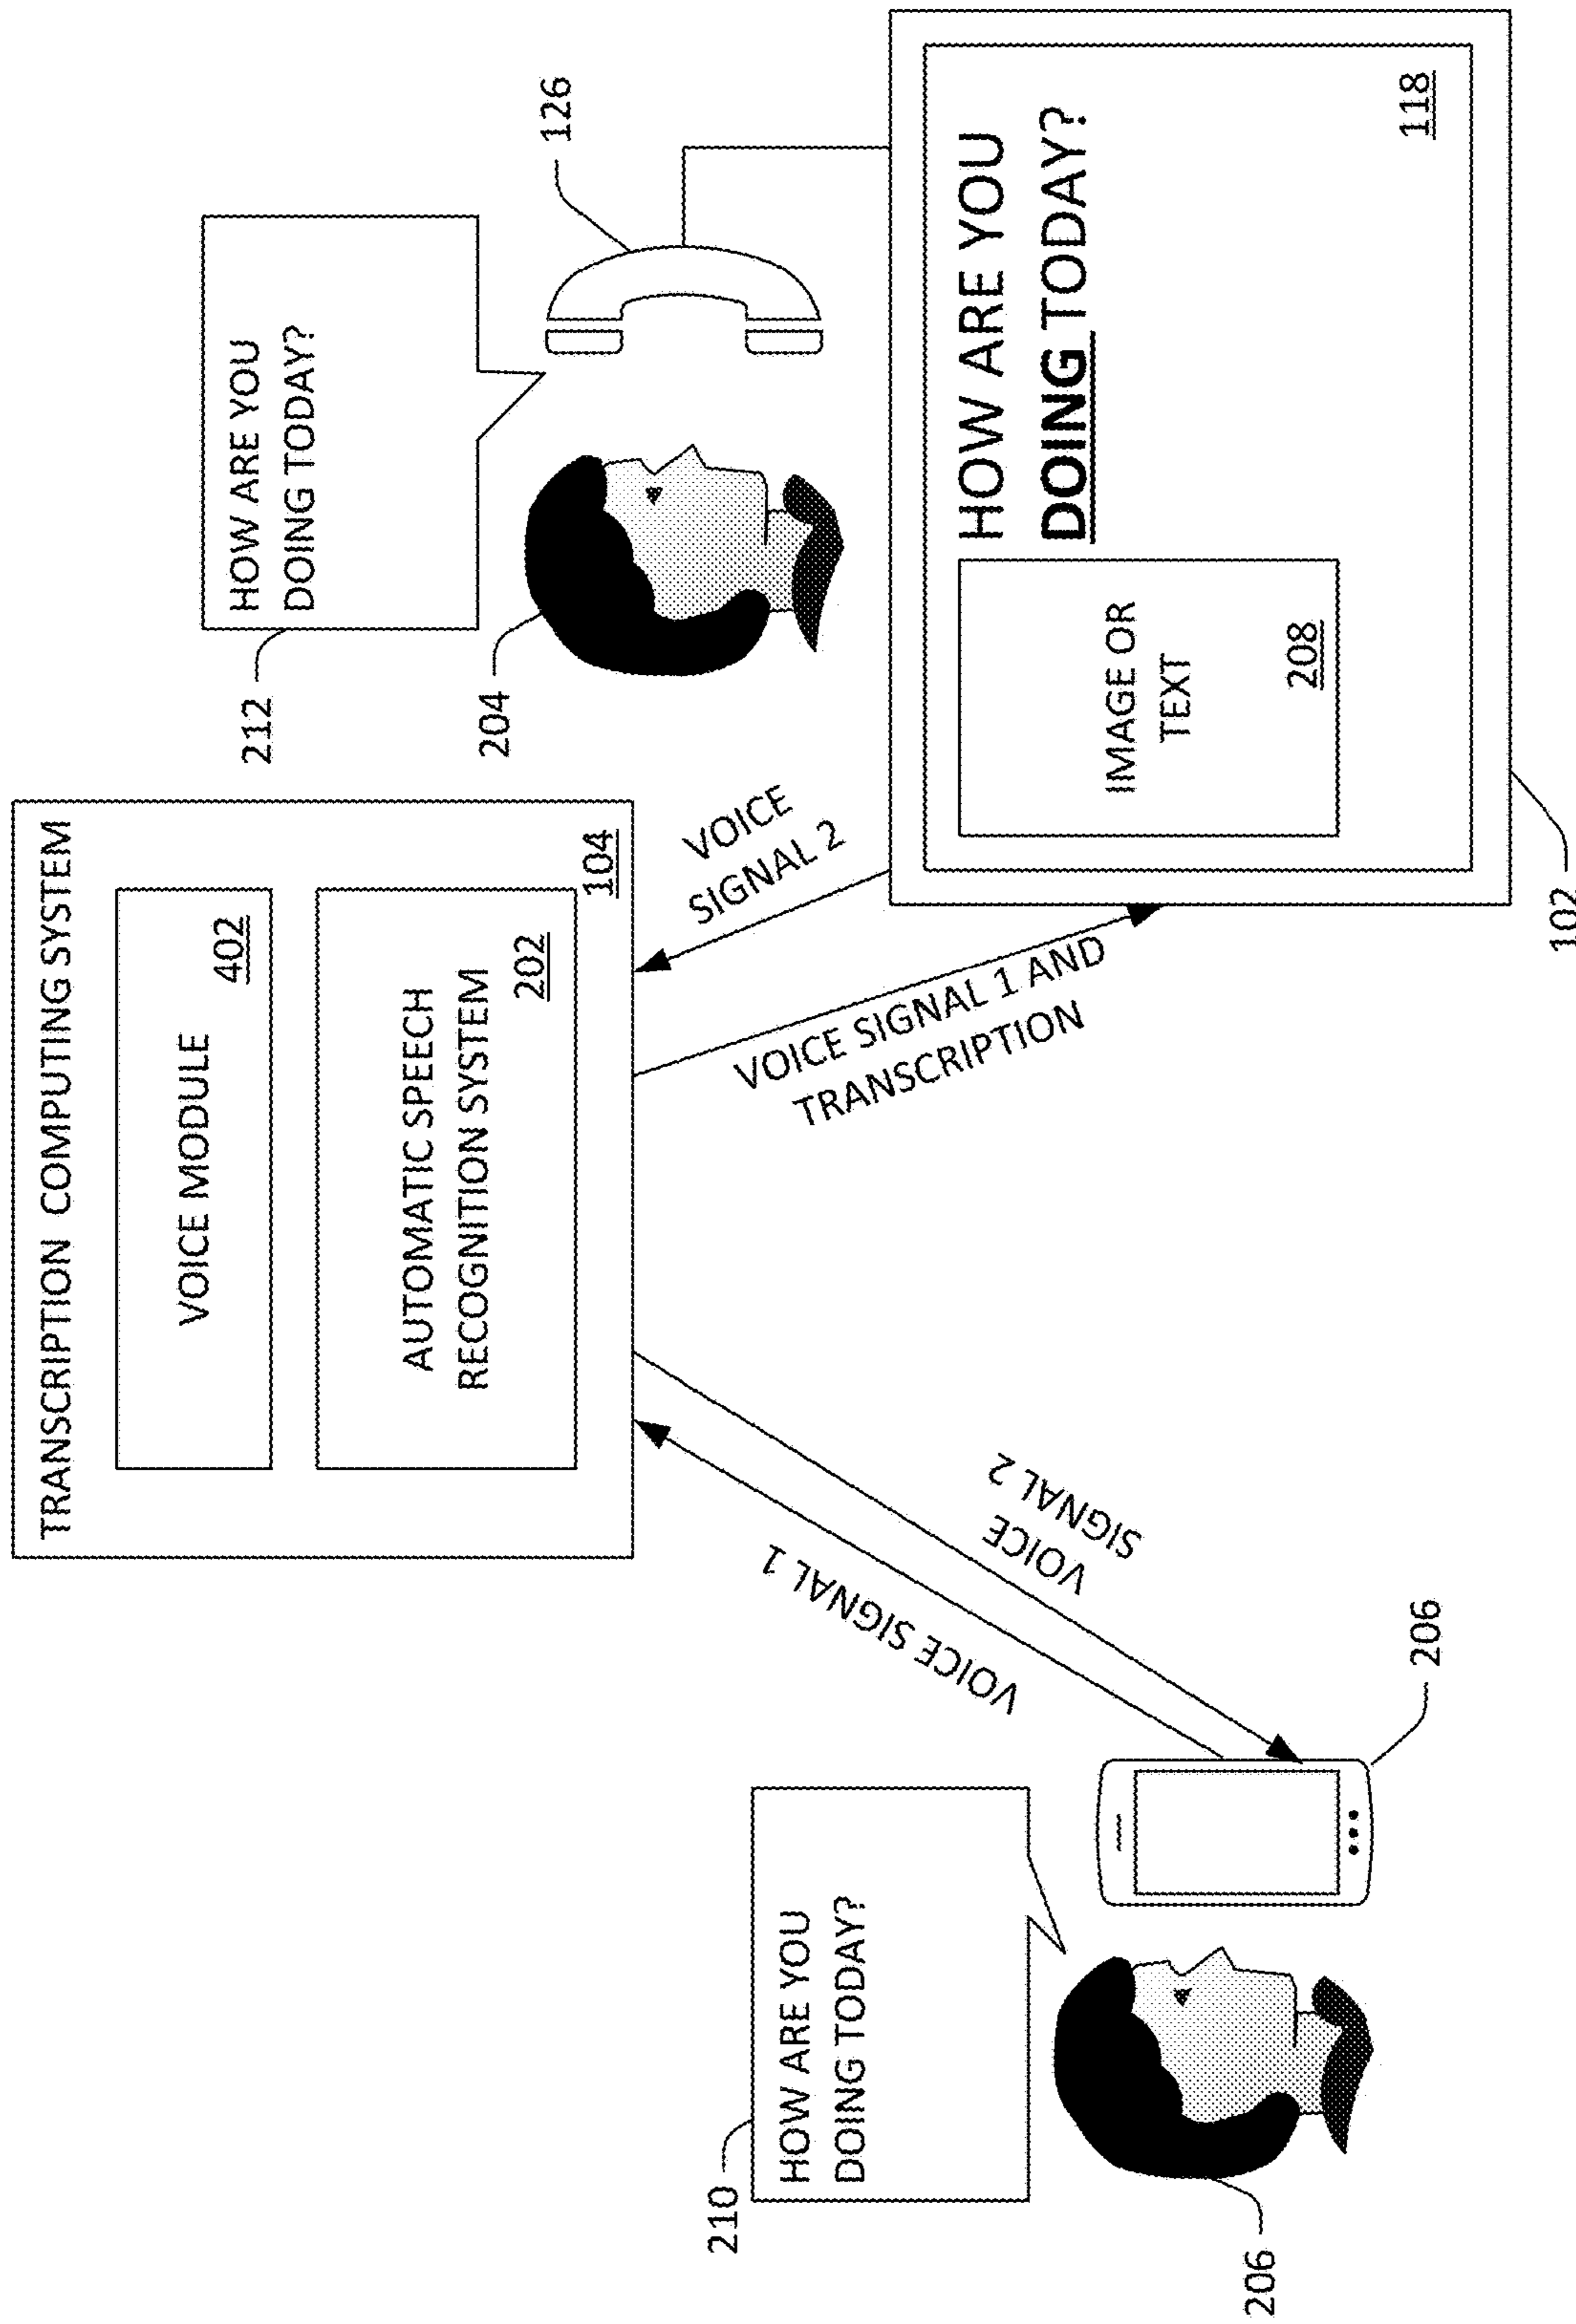 TRANSCRIPTION COMPUTING SYSTEM
VOICE MODULE
402
AUTOMATIC SPEECH
RECOGNITION SYSTEM
202
104
212
HOW ARE YOU
DOING TODAY?
204
126
VOICE
SIGNAL 2
VOICE SIGNAL 1 AND
TRANSCRIPTION
VOICE SIGNAL 1
VOICE
SIGNAL 2
210
HOW ARE YOU
DOING TODAY?
206
206
IMAGE OR
TEXT
208
HOW ARE YOU
DOING TODAY?
118
102